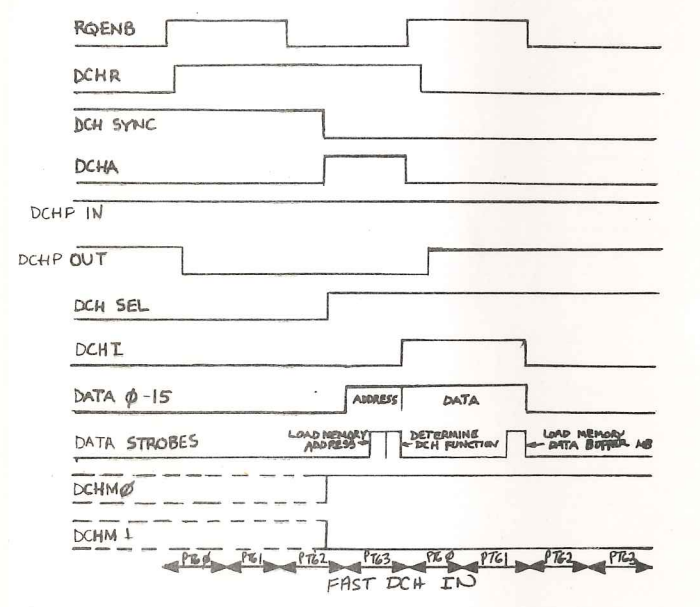 RQENB
DCHR
DCH SYNC
DCHA
DCHP IN
DCHP OUT
DCH SEL
DCHI
DATA Ø-15
ADDRESS
DATA
DATA STROBES
LOAD MEMORY
ADDRESS
DETERMINE
DCH FUNCTION
LOAD MEMORY
DATA BUFFER MB
DCHMØ
DCHM 1
PTGØ PTG1 PTG2 PTG3 PTGØ PTG1 PTG2 PTG3
FAST DCH IN